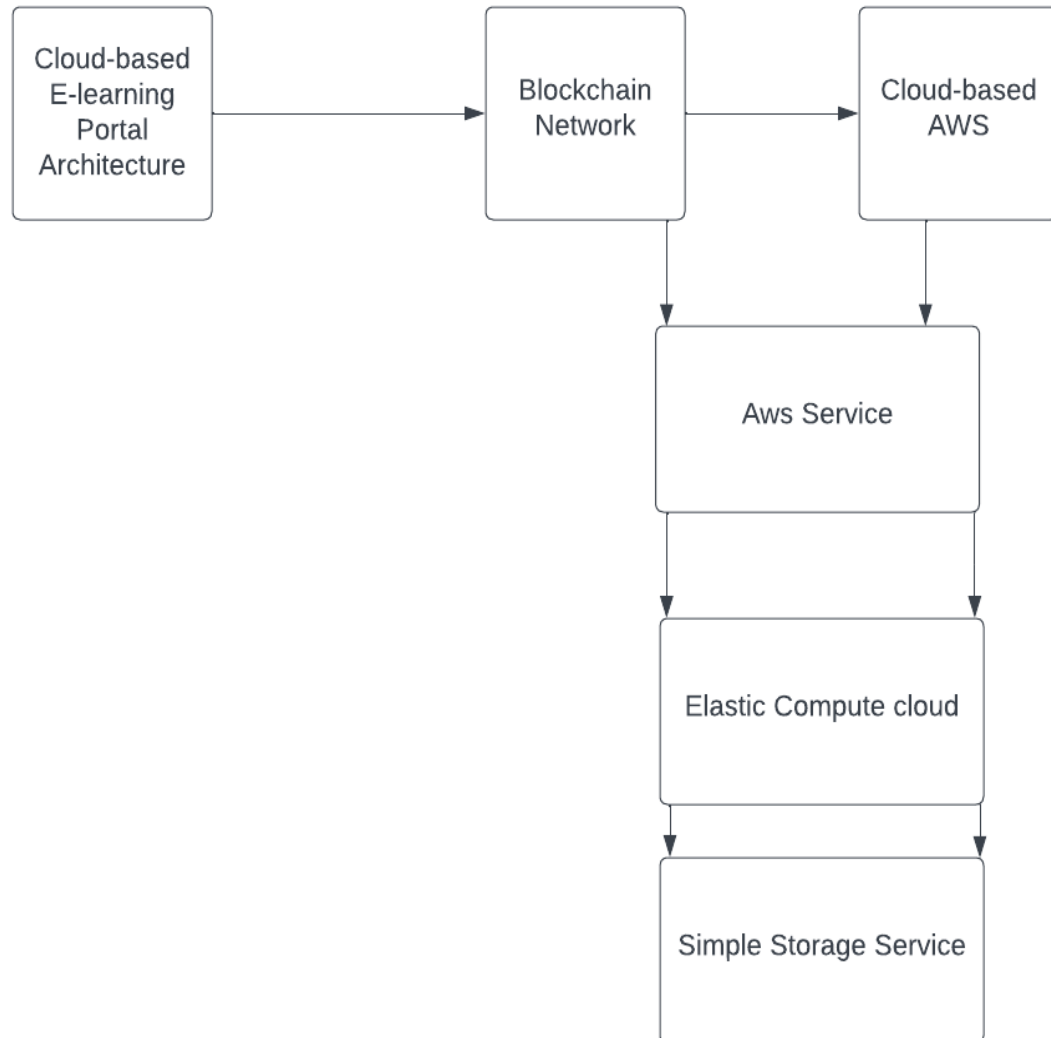 Cloud-based
E-learning
Portal
Architecture
Blockchain
Network
Cloud-based
AWS
Aws Service
Elastic Compute cloud
Simple Storage Service